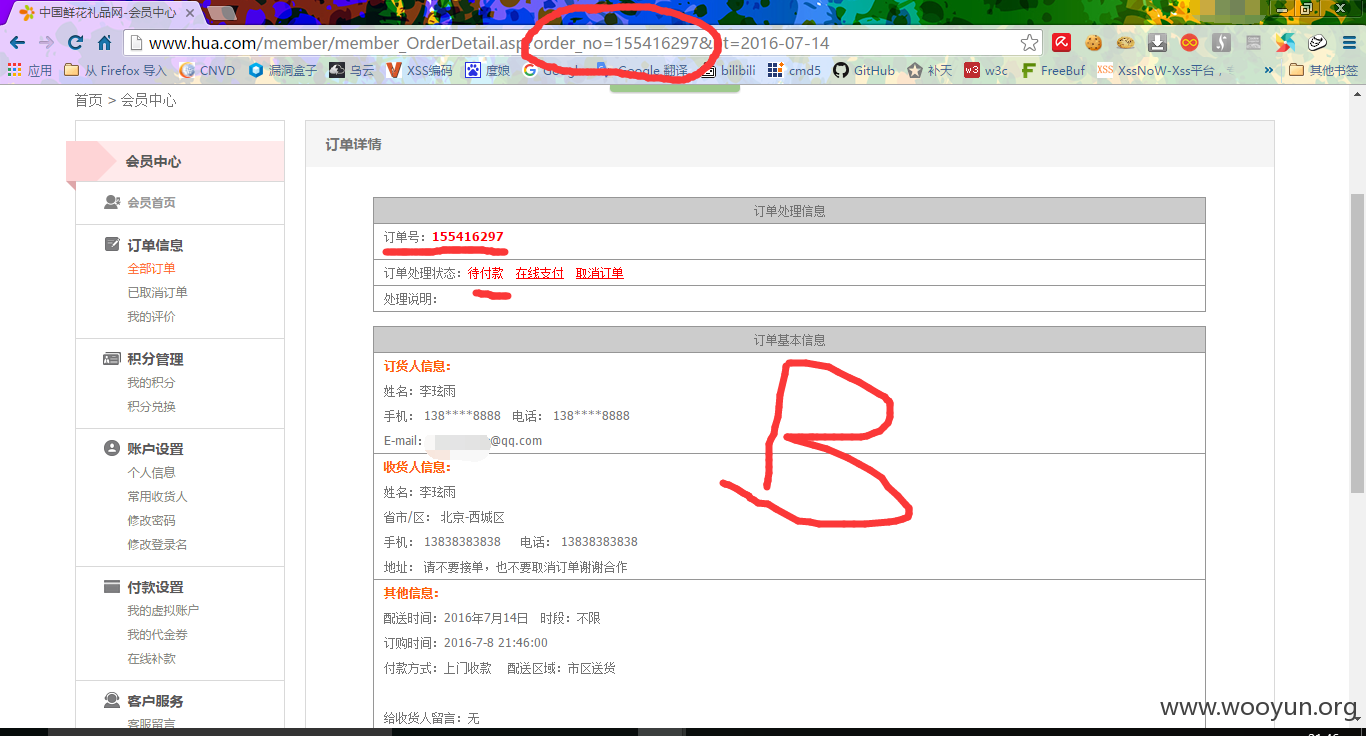 中国鲜花礼品网-会员中心
www.hua.com/member/member_OrderDetail.asp?order_no=155416297& t=2016-07-14
应用 从 Firefox 导入 CNVD 漏洞盒子 乌云 XSS编码 度娘 Google Google 翻译 bilibili cmd5 GitHub 补天 w3c FreeBuf XssNoW-Xss平台， » 其他书签
首页 > 会员中心
会员中心
会员首页
订单信息
全部订单
已取消订单
我的评价
积分管理
我的积分
积分兑换
账户设置
个人信息
常用收货人
修改密码
修改登录名
付款设置
我的虚拟账户
我的代金券
在线补款
客户服务
客服留言
订单详情
订单处理信息
订单号：155416297
订单处理状态：待付款 在线支付 取消订单
处理说明：
订单基本信息
订货人信息：
姓名：李玹雨
手机： 138****8888 电话： 138****8888
E-mail： @qq.com
收货人信息：
姓名：李玹雨
省市/区： 北京-西城区
手机： 13838383838 电话： 13838383838
地址： 请不要接单，也不要取消订单谢谢合作
其他信息：
配送时间：2016年7月14日 时段：不限
订购时间：2016-7-8 21:46:00
付款方式：上门收款 配送区域：市区送货
给收货人留言：无
B
www.wooyun.org